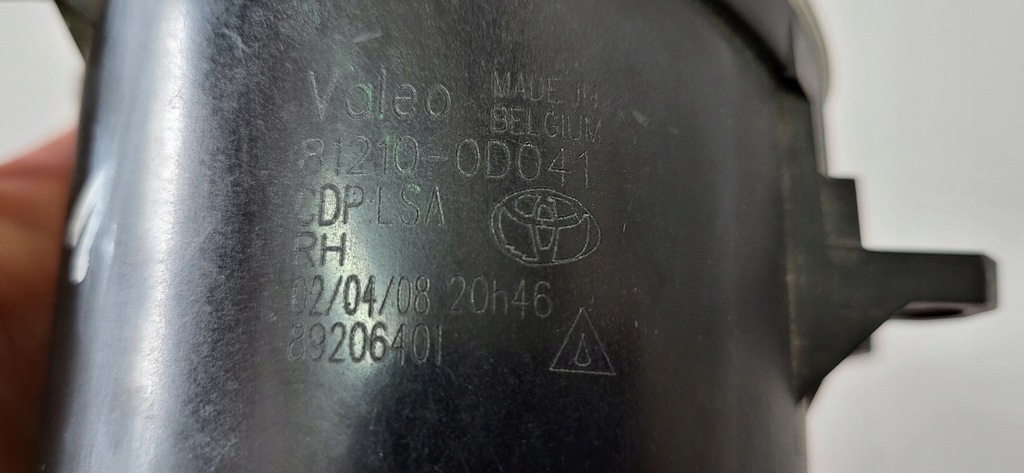 Valeo MADE IN
BELGIUM
81210-0D041
CDP LSA
RH
02/04/08 20h46
89206401